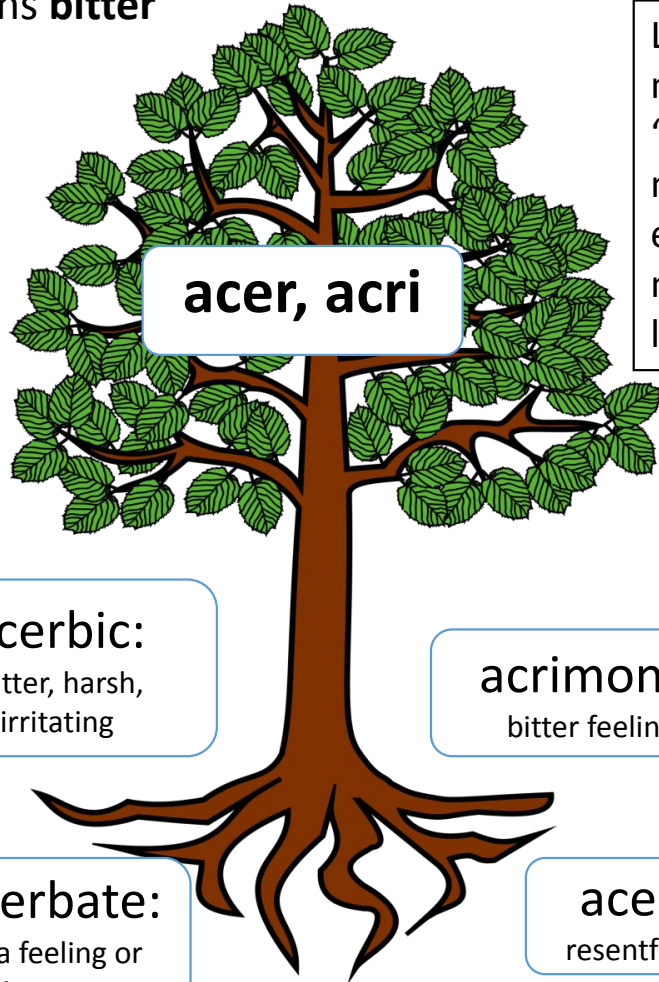 ns bitter
acer, acri
cerbic:
tter, harsh,
irritating
acrimon
bitter feelin
erbate:
a feeling or
ace
resentf